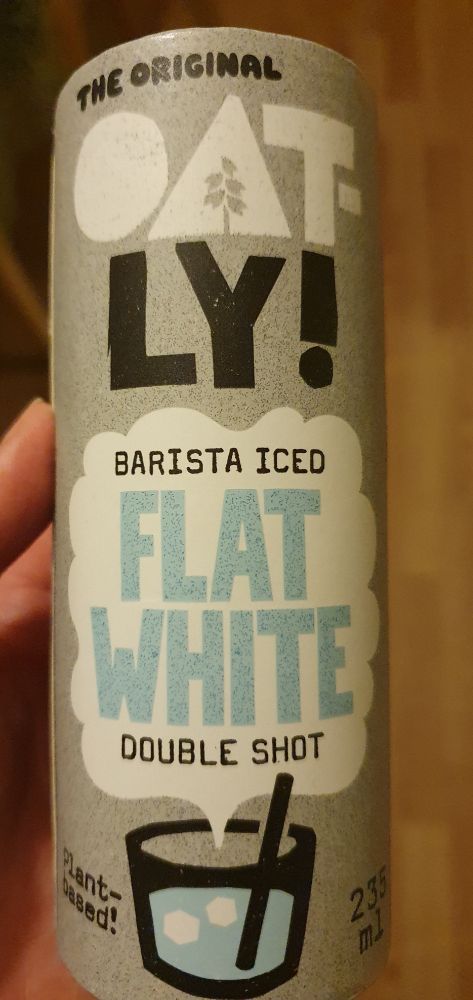 THE ORIGINAL
OAT-
LY!
BARISTA ICED
FLAT
WHITE
DOUBLE SHOT
plant-
based!
235
ml